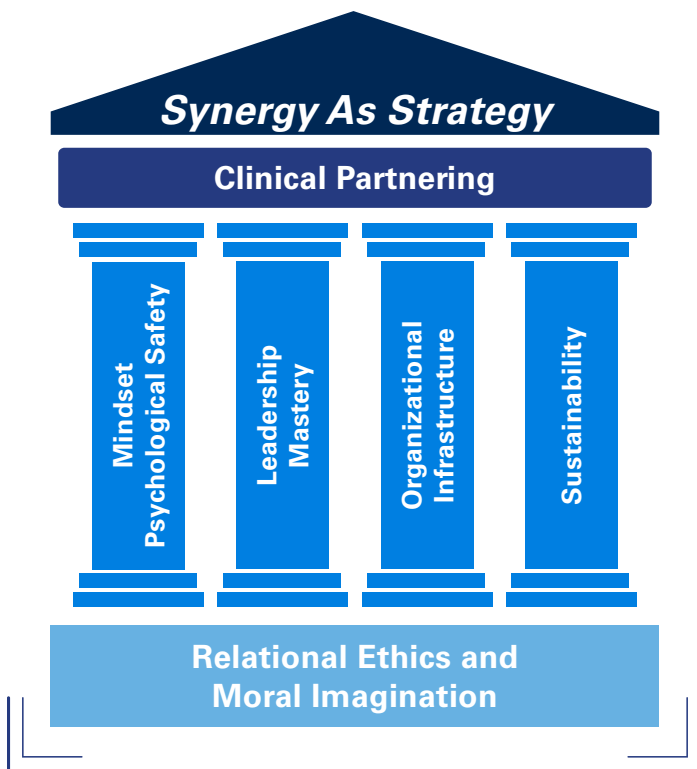 Synergy As Strategy
Clinical Partnering
Mindset
Psychological Safety
Leadership
Mastery
Organizational
Infrastructure
Sustainability
Relational Ethics and
Moral Imagination